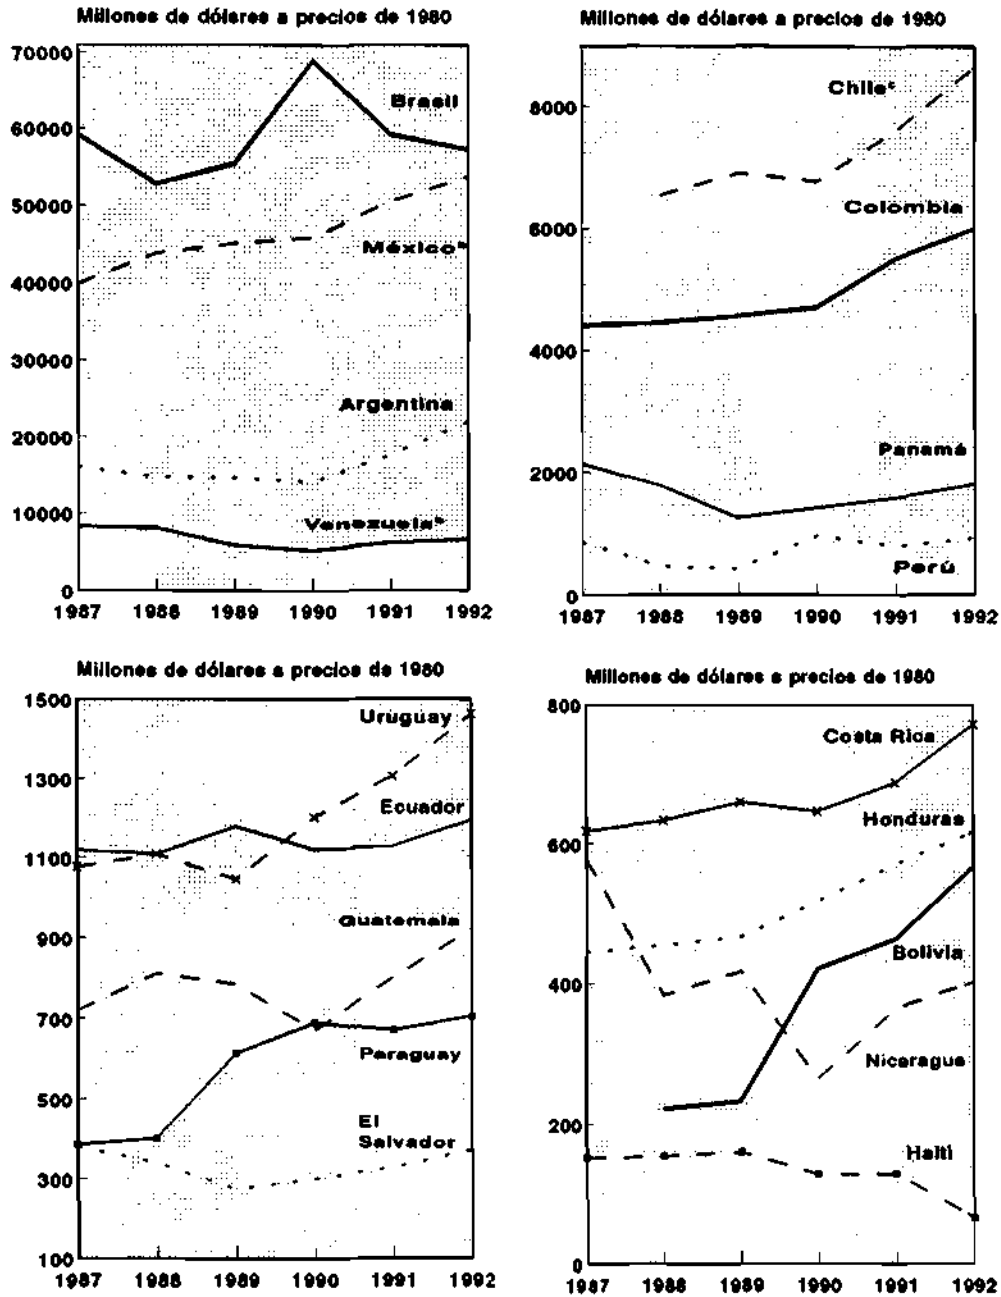 Millones de dólares a precios de 1980
70000
60000
50000
40000
30000
20000
10000
0
Brasil
Méxicoᵇ
Argentina
Venezuelaᵇ
1987 1988 1989 1990 1991 1992
Millones de dólares a precios de 1980
8000
6000
4000
2000
0
Chileᶜ
Colombia
Panamá
Perú
1987 1988 1989 1990 1991 1992
Millones de dólares a precios de 1980
1500
1300
1100
900
700
500
300
100
Uruguay
Ecuador
Guatemala
Paraguay
El
Salvador
1987 1988 1989 1990 1991 1992
Millones de dólares a precios de 1980
800
600
400
200
0
Costa Rica
Honduras
Bolivia
Nicaragua
Haití
1987 1988 1989 1990 1991 1992